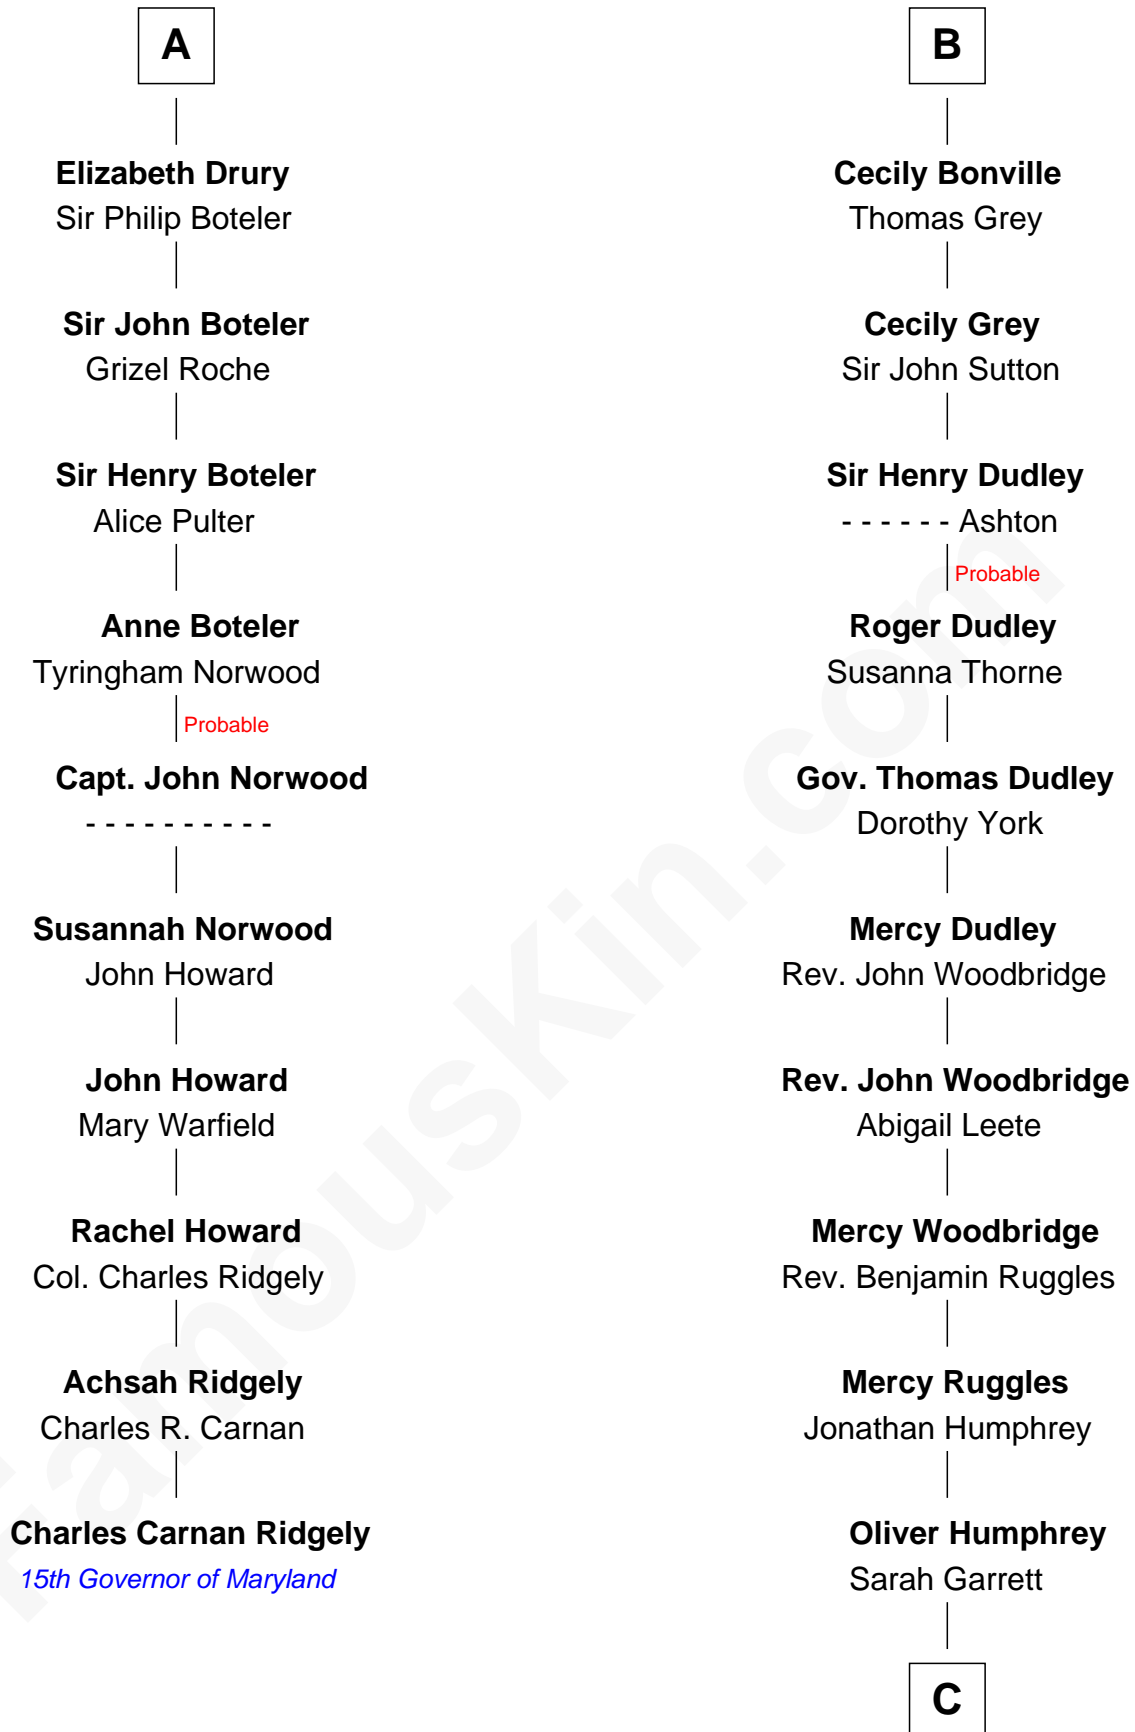 A
Elizabeth Drury
Sir Philip Boteler
Sir John Boteler
Grizel Roche
Sir Henry Boteler
Alice Pulter
Anne Boteler
Tyringham Norwood
Probable
Capt. John Norwood
- - - - - - - - - -
Susannah Norwood
John Howard
John Howard
Mary Warfield
Rachel Howard
Col. Charles Ridgely
Achsah Ridgely
Charles R. Carnan
Charles Carnan Ridgely
15th Governor of Maryland
B
Cecily Bonville
Thomas Grey
Cecily Grey
Sir John Sutton
Sir Henry Dudley
- - - - - - Ashton
Probable
Roger Dudley
Susanna Thorne
Gov. Thomas Dudley
Dorothy York
Mercy Dudley
Rev. John Woodbridge
Rev. John Woodbridge
Abigail Leete
Mercy Woodbridge
Rev. Benjamin Ruggles
Mercy Ruggles
Jonathan Humphrey
Oliver Humphrey
Sarah Garrett
C
FamousKin.com